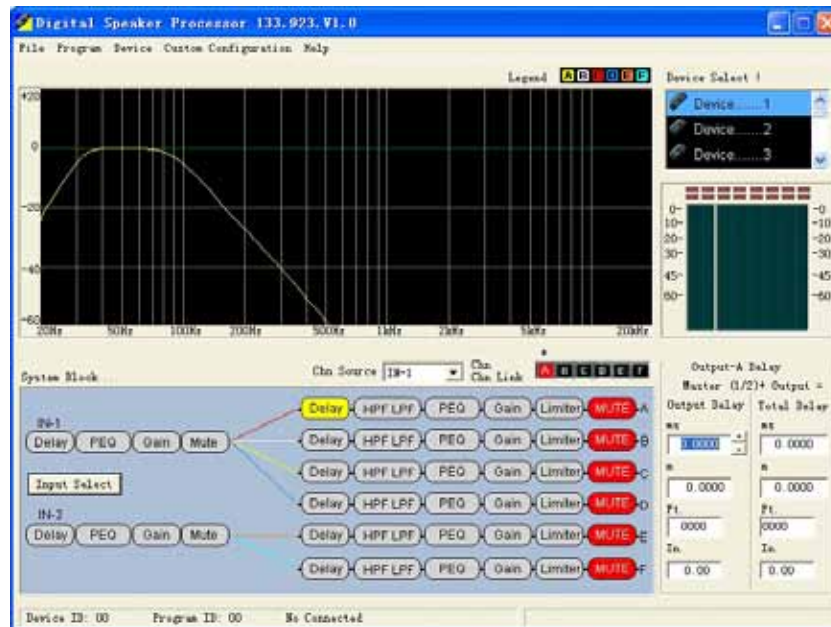 Digital Speaker Processor 133.923.V1.0
File Program Device Custom Configuration Help
Legend A B C D E F
Device Select !
Device......1
Device......2
Device......3
+20
0
-20
-40
-60
20Hz 50Hz 100Hz 200Hz 500Hz 1kHz 2kHz 5kHz 20kHz
0- -0
10- -10
20- -20
30- -30
45- -45
60- -60
System Block
Chn Source IN-1
Chn
Chn Link
A B C D E F
IN-1
Delay PEQ Gain Mute
Input Select
IN-2
Delay PEQ Gain Mute
Delay HPF LPF PEQ Gain Limiter MUTE A
Delay HPF LPF PEQ Gain Limiter MUTE B
Delay HPF LPF PEQ Gain Limiter MUTE C
Delay HPF LPF PEQ Gain Limiter MUTE D
Delay HPF LPF PEQ Gain Limiter MUTE E
Delay HPF LPF PEQ Gain Limiter MUTE F
Output-A Delay
Master (1/2)+ Output =
Output Delay Total Delay
ms ms
0.0000 0.0000
m m
0.0000 0.0000
Ft. Ft.
0000 0000
In. In.
0.00 0.00
Device ID: 00 Program ID: 00 No Connected